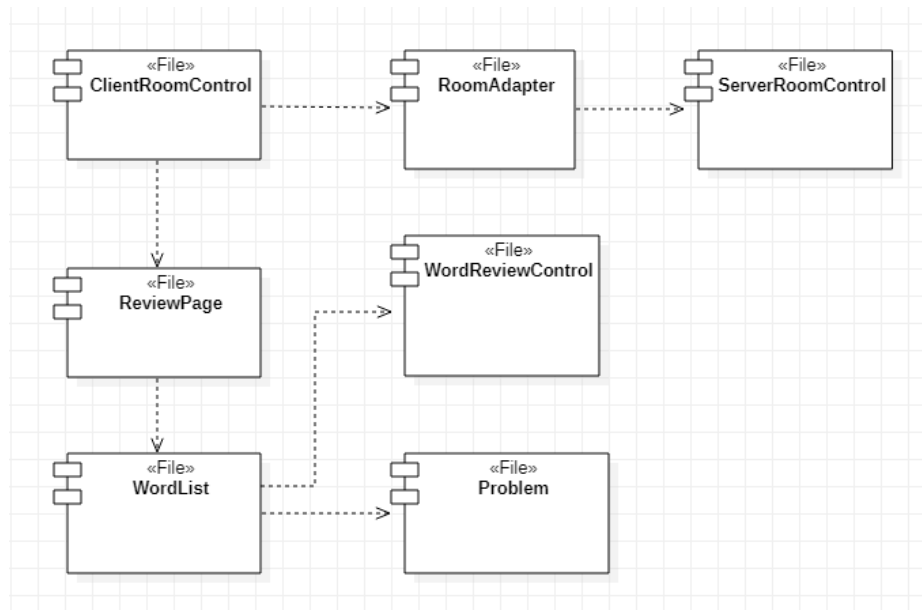 «File»
ClientRoomControl
«File»
RoomAdapter
«File»
ServerRoomControl
«File»
ReviewPage
«File»
WordReviewControl
«File»
WordList
«File»
Problem